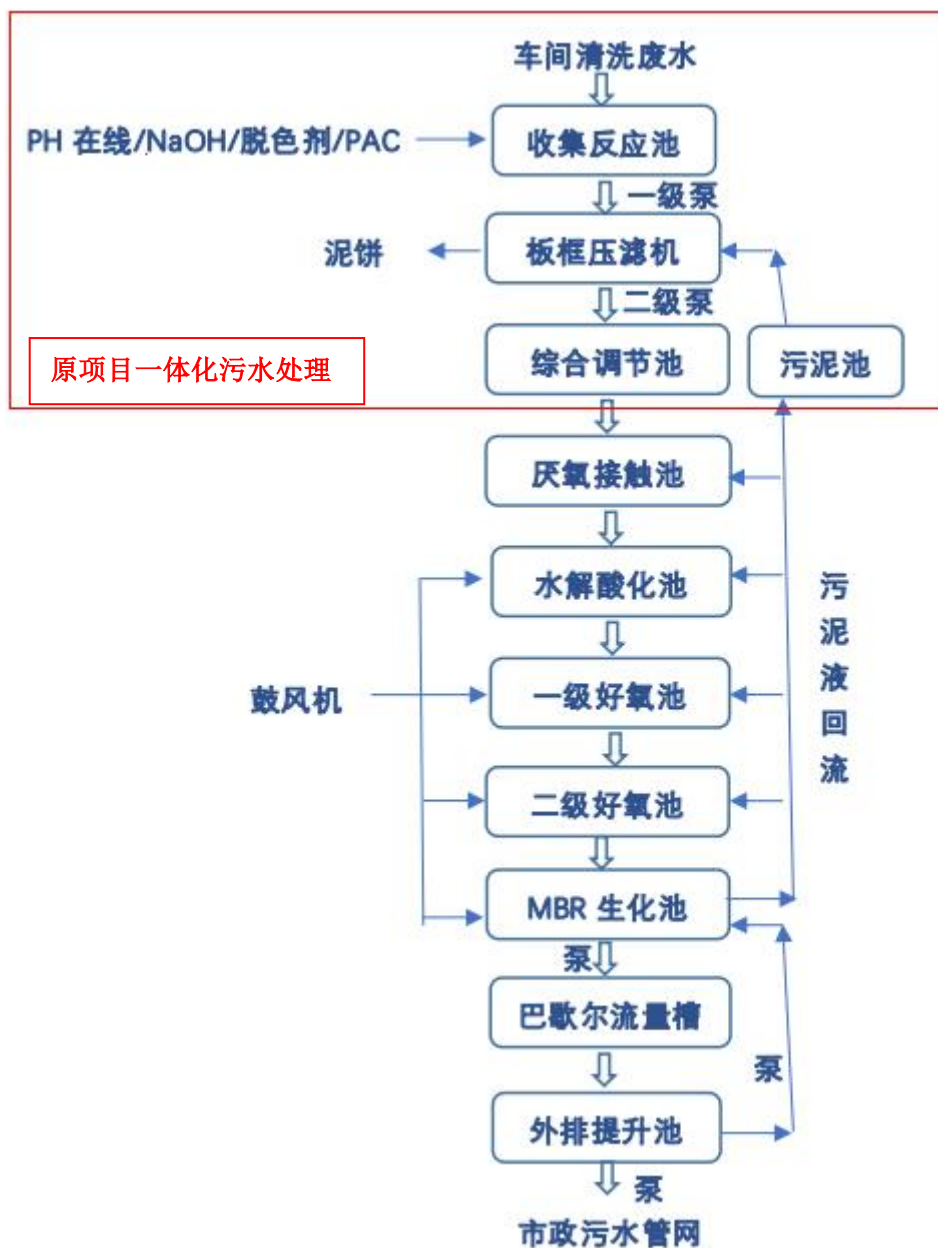 车间清洗废水
PH 在线/NaOH/脱色剂/PAC
收集反应池
一级泵
泥饼
板框压滤机
二级泵
原项目一体化污水处理
综合调节池
污泥池
厌氧接触池
水解酸化池
污泥液回流
鼓风机
一级好氧池
二级好氧池
MBR 生化池
泵
巴歇尔流量槽
泵
外排提升池
泵
市政污水管网